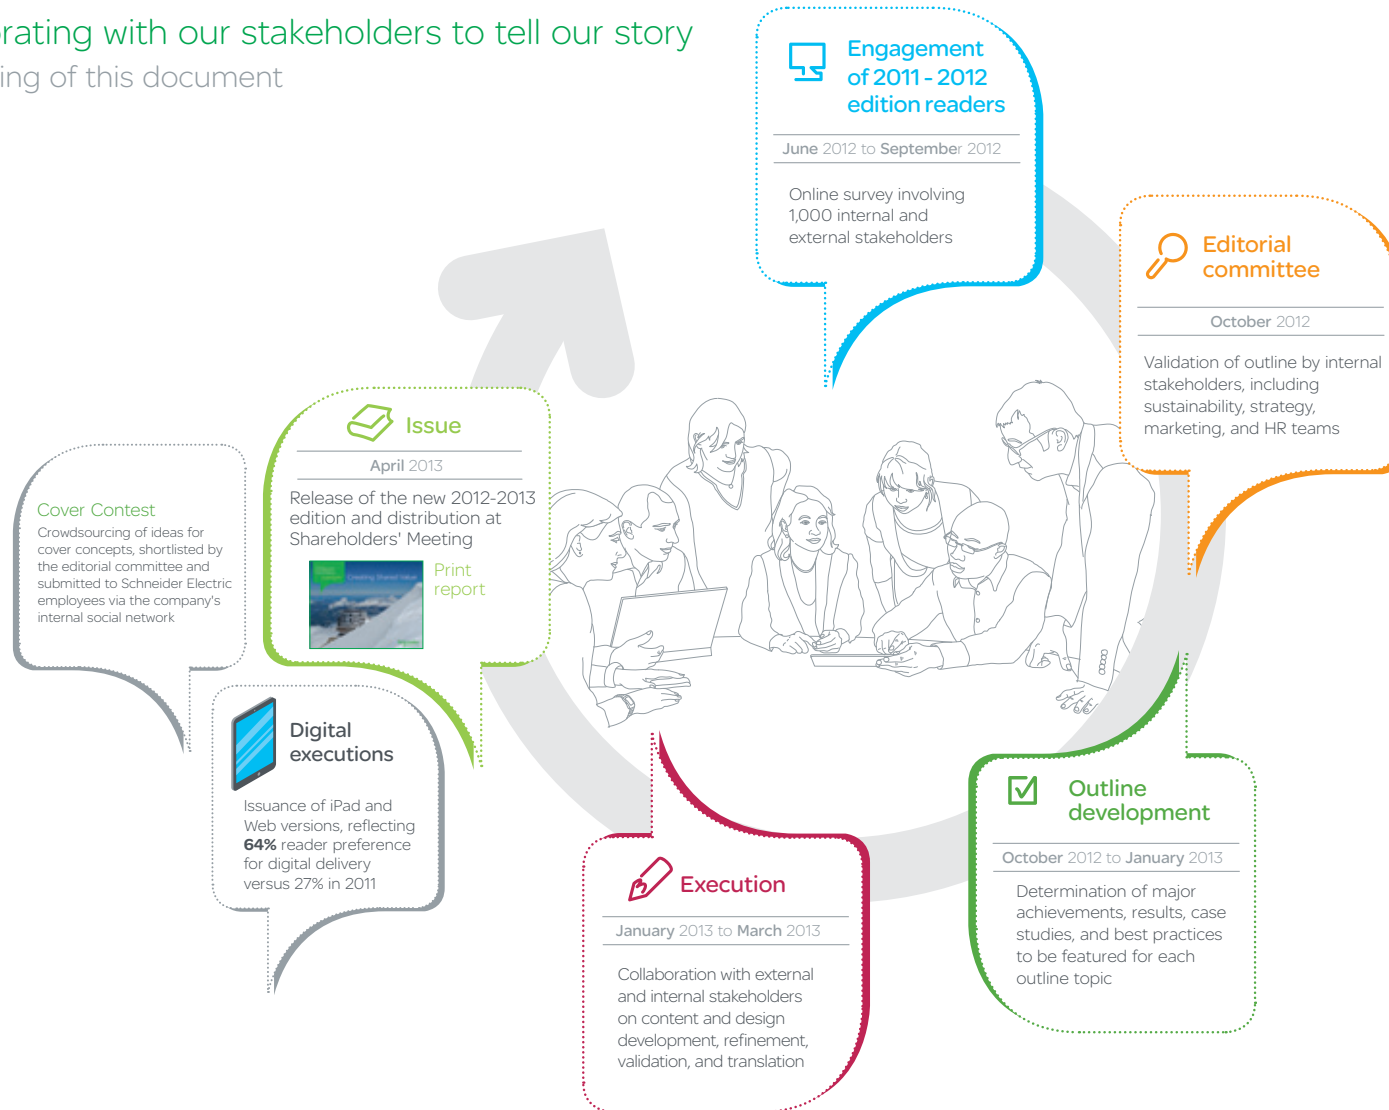 rating with our stakeholders to tell our story
ing of this document
Engagement
of 2011 - 2012
edition readers
June 2012 to September 2012
Online survey involving
1,000 internal and
external stakeholders
Editorial
committee
October 2012
Validation of outline by internal
stakeholders, including
sustainability, strategy,
marketing, and HR teams
Outline
development
October 2012 to January 2013
Determination of major
achievements, results, case
studies, and best practices
to be featured for each
outline topic
Execution
January 2013 to March 2013
Collaboration with external
and internal stakeholders
on content and design
development, refinement,
validation, and translation
Issue
April 2013
Release of the new 2012-2013
edition and distribution at
Shareholders' Meeting
Creating Shared Value
Print
report
Cover Contest
Crowdsourcing of ideas for
cover concepts, shortlisted by
the editorial committee and
submitted to Schneider Electric
employees via the company's
internal social network
Digital
executions
Issuance of iPad and
Web versions, reflecting
64% reader preference
for digital delivery
versus 27% in 2011